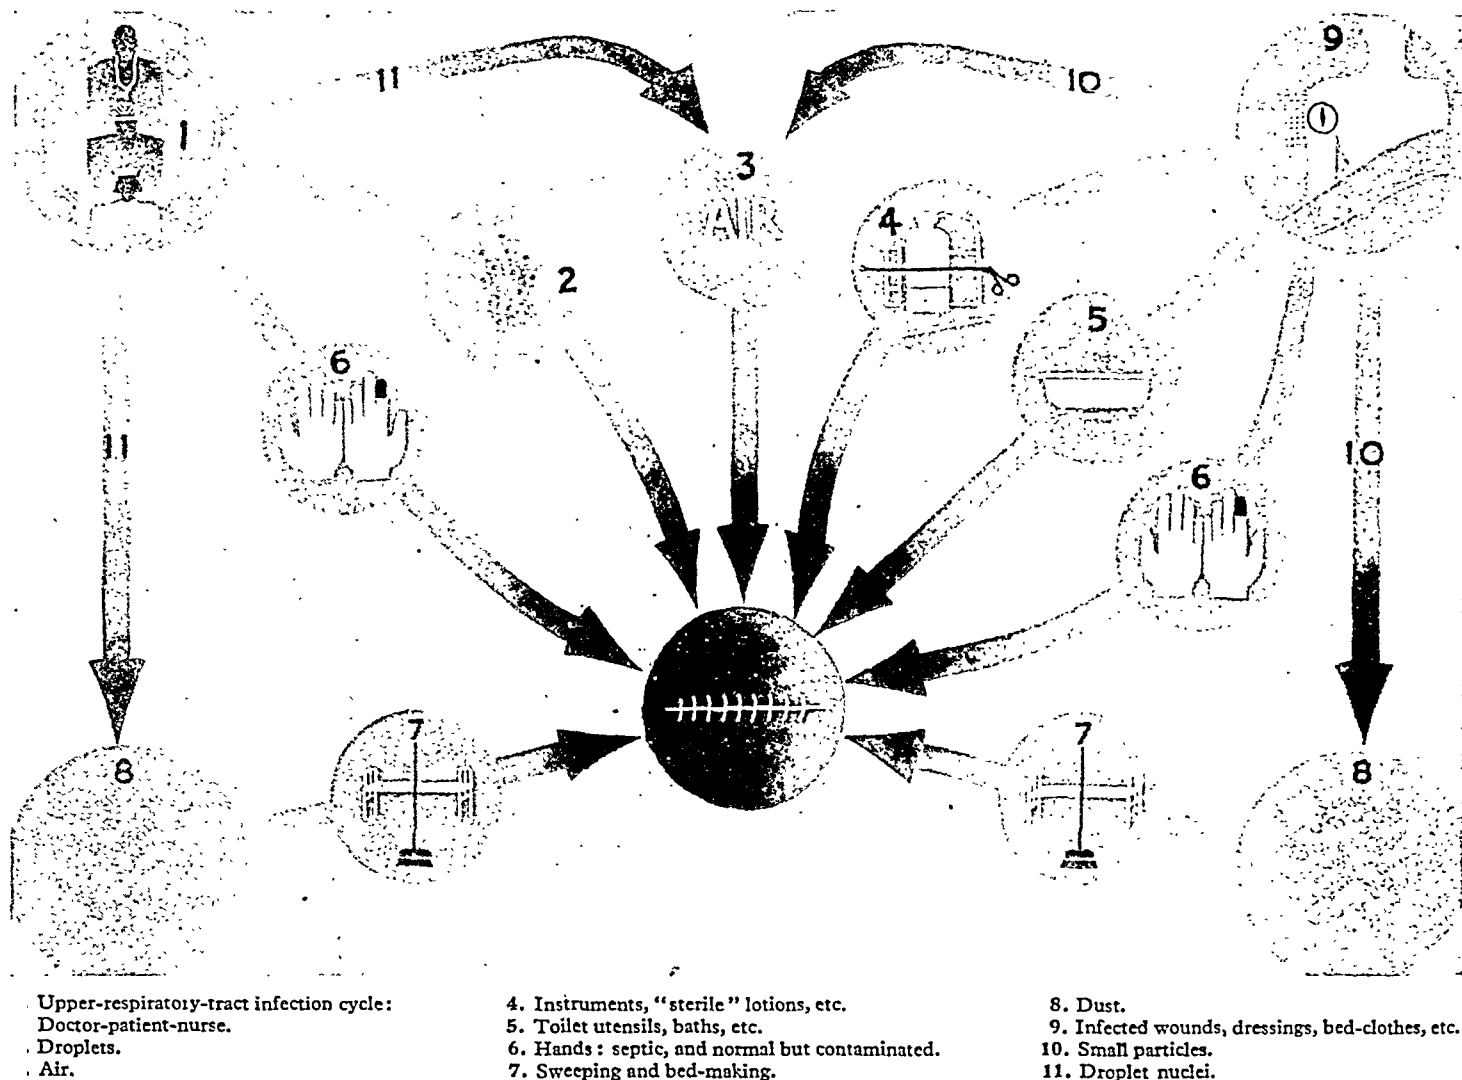 9
11
10
1
1
3
AIR
4
2
5
6
11
10
6
7
7
8
8
Upper-respiratory-tract infection cycle:
Doctor-patient-nurse.
Droplets.
Air.
4. Instruments, "sterile" lotions, etc.
5. Toilet utensils, baths, etc.
6. Hands: septic, and normal but contaminated.
7. Sweeping and bed-making.
8. Dust.
9. Infected wounds, dressings, bed-clothes, etc.
10. Small particles.
11. Droplet nuclei.